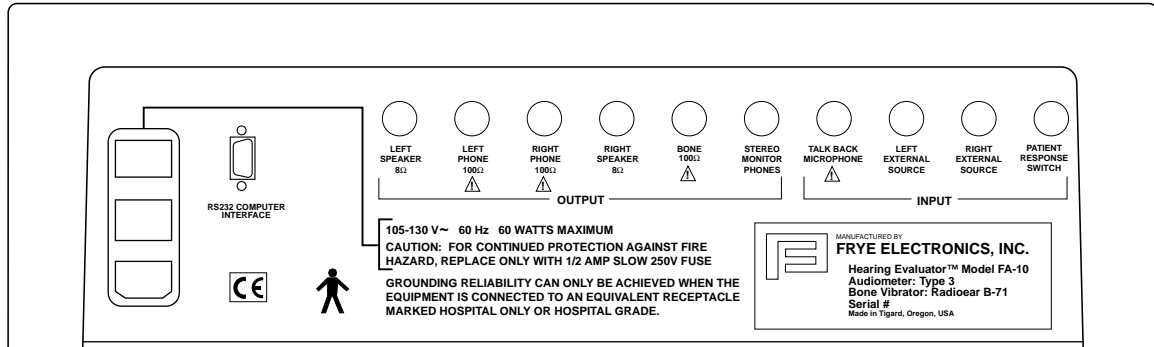 LEFT
SPEAKER
8Ω
LEFT
PHONE
100Ω
RIGHT
PHONE
100Ω
RIGHT
SPEAKER
8Ω
BONE
100Ω
STEREO
MONITOR
PHONES
TALK BACK
MICROPHONE
LEFT
EXTERNAL
SOURCE
RIGHT
EXTERNAL
SOURCE
PATIENT
RESPONSE
SWITCH
OUTPUT
INPUT
RS232 COMPUTER
INTERFACE
105-130 V~ 60 Hz 60 WATTS MAXIMUM
CAUTION: FOR CONTINUED PROTECTION AGAINST FIRE
HAZARD, REPLACE ONLY WITH 1/2 AMP SLOW 250V FUSE
GROUNDING RELIABILITY CAN ONLY BE ACHIEVED WHEN THE
EQUIPMENT IS CONNECTED TO AN EQUIVALENT RECEPTACLE
MARKED HOSPITAL ONLY OR HOSPITAL GRADE.
CE
MANUFACTURED BY
FRYE ELECTRONICS, INC.
Hearing Evaluator™ Model FA-10
Audiometer: Type 3
Bone Vibrator: Radioear B-71
Serial #
Made in Tigard, Oregon, USA